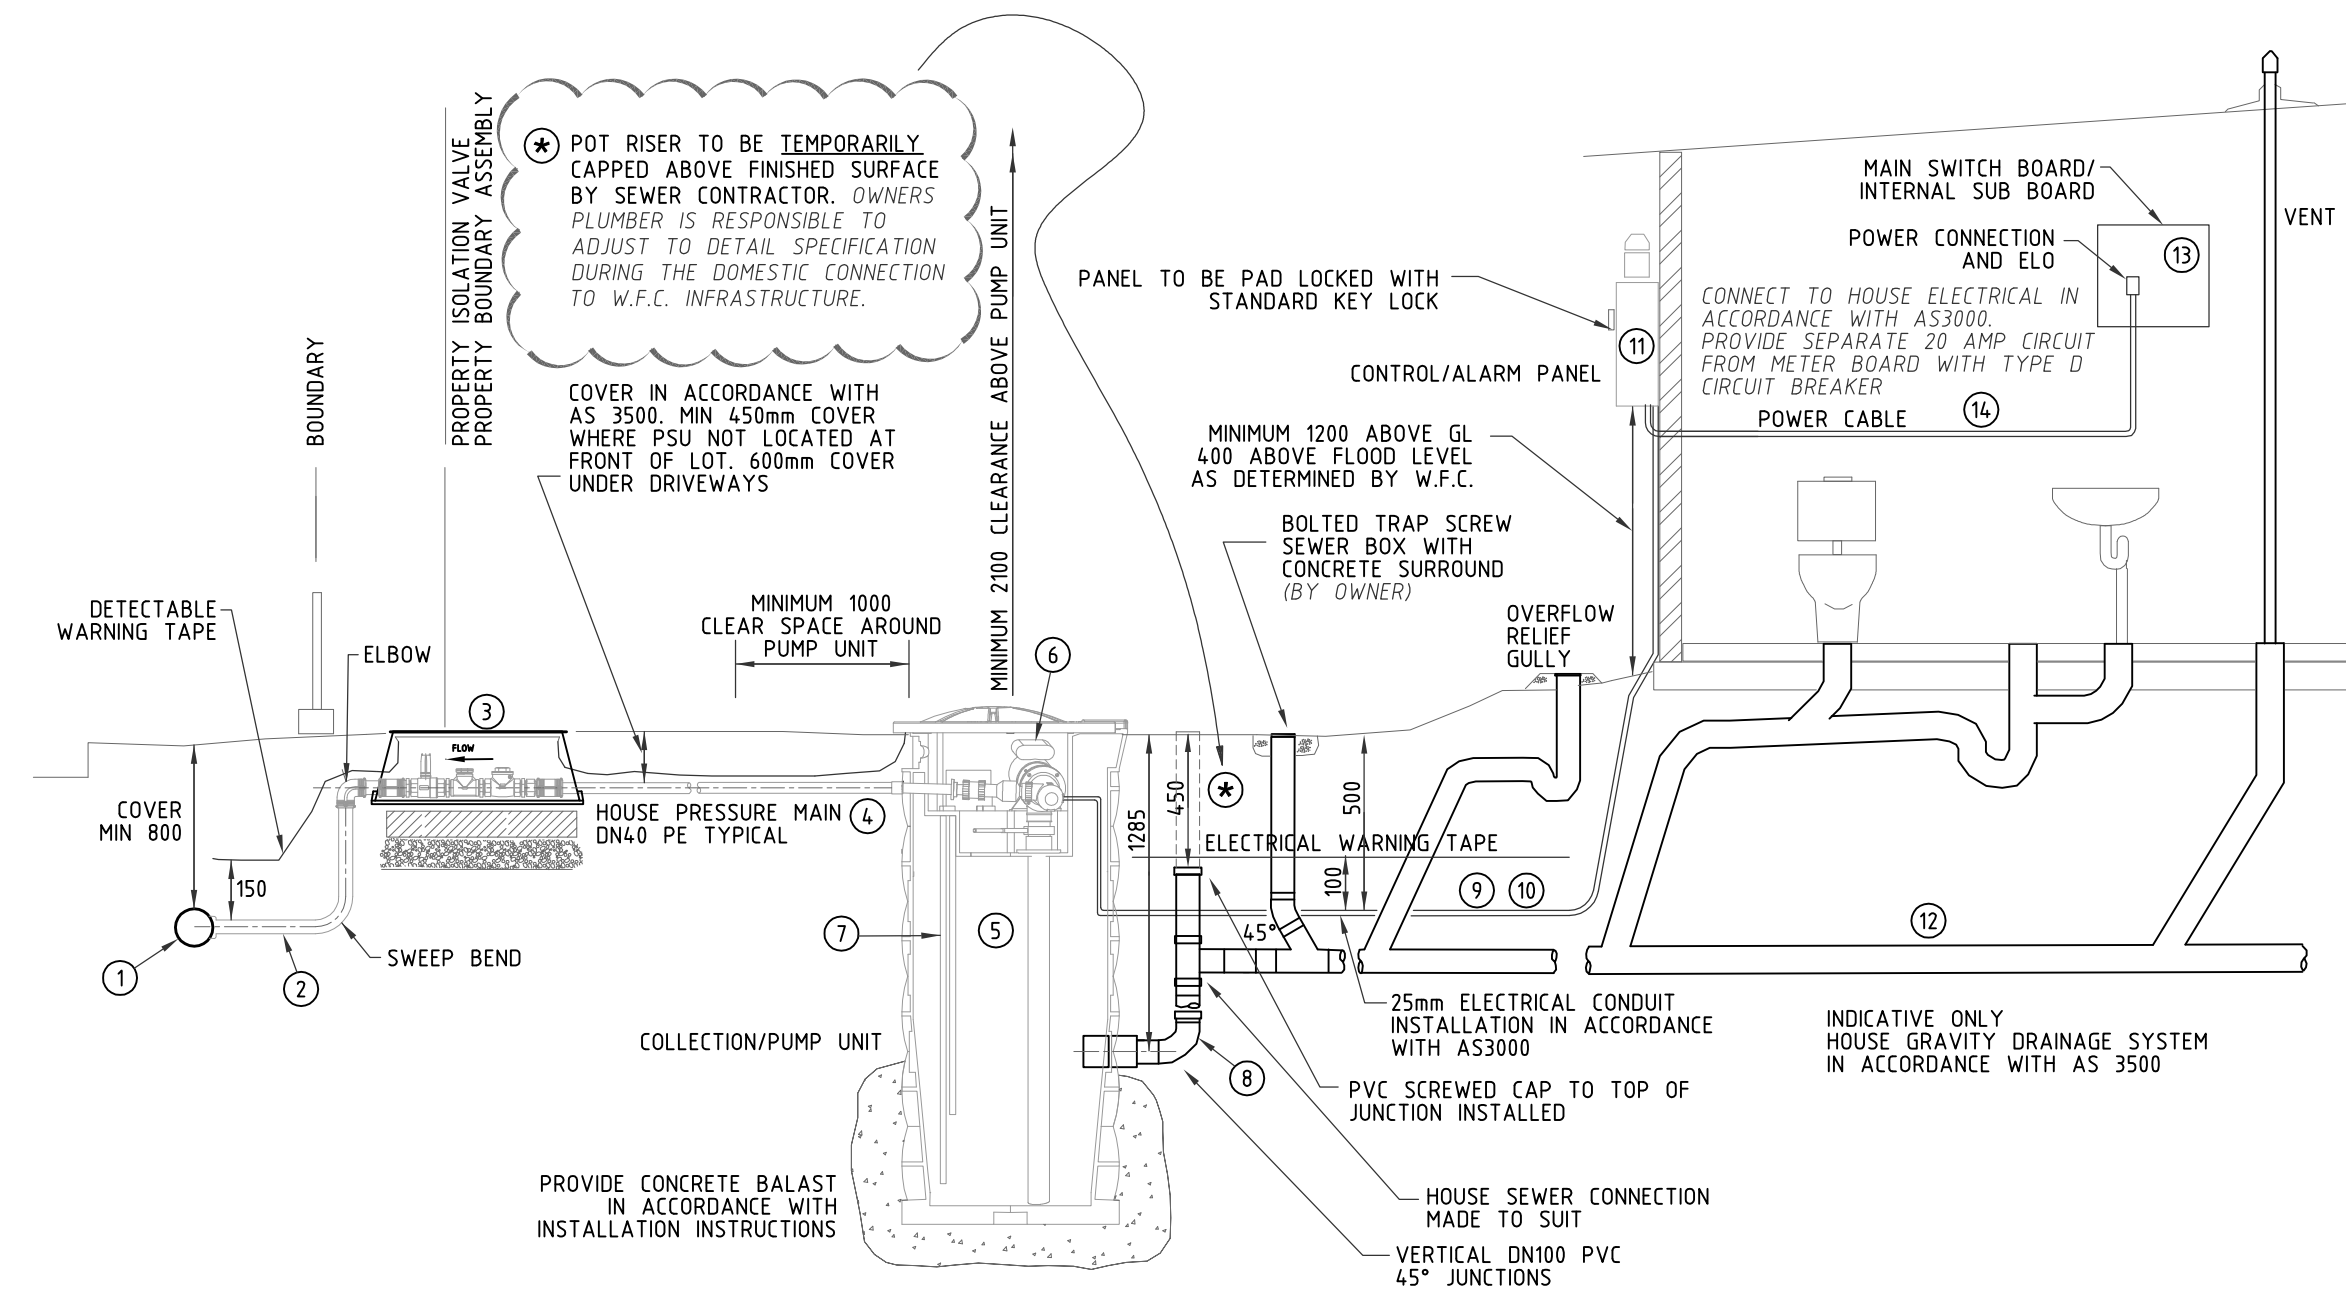 BOUNDARY
PROPERTY ISOLATION VALVE
PROPERTY BOUNDARY ASSEMBLY
* POT RISER TO BE TEMPORARILY
CAPPED ABOVE FINISHED SURFACE
BY SEWER CONTRACTOR. OWNERS
PLUMBER IS RESPONSIBLE TO
ADJUST TO DETAIL SPECIFICATION
DURING THE DOMESTIC CONNECTION
TO W.F.C. INFRASTRUCTURE.
COVER IN ACCORDANCE WITH
AS 3500. MIN 450mm COVER
WHERE PSU NOT LOCATED AT
FRONT OF LOT. 600mm COVER
UNDER DRIVEWAYS
MINIMUM 2100 CLEARANCE ABOVE PUMP UNIT
MINIMUM 1000
CLEAR SPACE AROUND
PUMP UNIT
DETECTABLE
WARNING TAPE
ELBOW
3
FLOW
COVER
MIN 800
150
1
2
SWEEP BEND
HOUSE PRESSURE MAIN
DN40 PE TYPICAL
4
6
7
5
COLLECTION/PUMP UNIT
PROVIDE CONCRETE BALAST
IN ACCORDANCE WITH
INSTALLATION INSTRUCTIONS
PANEL TO BE PAD LOCKED WITH
STANDARD KEY LOCK
11
CONTROL/ALARM PANEL
MINIMUM 1200 ABOVE GL
400 ABOVE FLOOD LEVEL
AS DETERMINED BY W.F.C.
BOLTED TRAP SCREW
SEWER BOX WITH
CONCRETE SURROUND
(BY OWNER)
OVERFLOW
RELIEF
GULLY
MAIN SWITCH BOARD/
INTERNAL SUB BOARD
POWER CONNECTION
AND ELO
13
VENT
CONNECT TO HOUSE ELECTRICAL IN
ACCORDANCE WITH AS3000.
PROVIDE SEPARATE 20 AMP CIRCUIT
FROM METER BOARD WITH TYPE D
CIRCUIT BREAKER
POWER CABLE
14
1285
450
*
500
ELECTRICAL WARNING TAPE
100
9
10
45°
12
8
25mm ELECTRICAL CONDUIT
INSTALLATION IN ACCORDANCE
WITH AS3000
PVC SCREWED CAP TO TOP OF
JUNCTION INSTALLED
HOUSE SEWER CONNECTION
MADE TO SUIT
VERTICAL DN100 PVC
45° JUNCTIONS
INDICATIVE ONLY
HOUSE GRAVITY DRAINAGE SYSTEM
IN ACCORDANCE WITH AS 3500